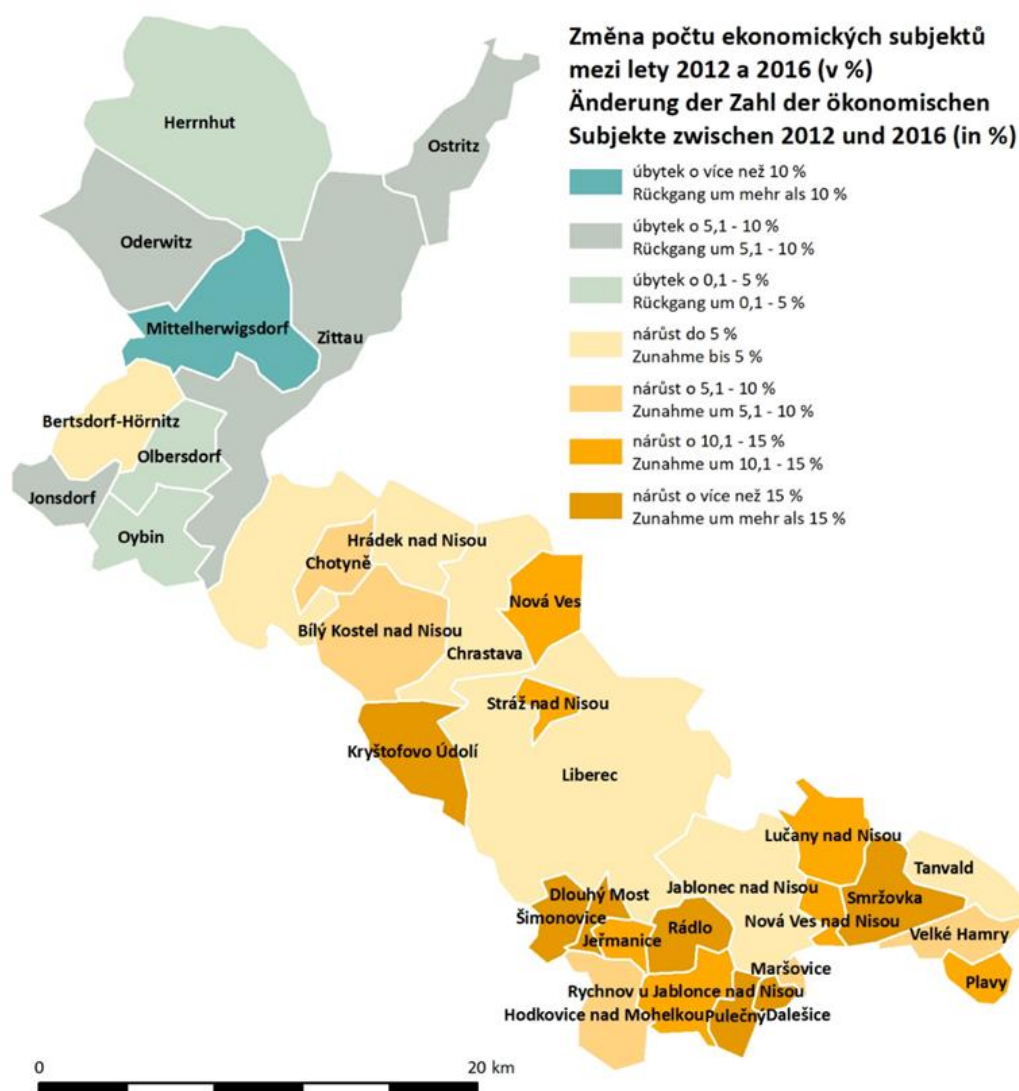 Změna počtu ekonomických subjektů
mezi lety 2012 a 2016 (v %)
Änderung der Zahl der ökonomischen
Subjekte zwischen 2012 und 2016 (in %)
úbytek o více než 10 %
Rückgang um mehr als 10 %
úbytek o 5,1 - 10 %
Rückgang um 5,1 - 10 %
úbytek o 0,1 - 5 %
Rückgang um 0,1 - 5 %
nárůst do 5 %
Zunahme bis 5 %
nárůst o 5,1 - 10 %
Zunahme um 5,1 - 10 %
nárůst o 10,1 - 15 %
Zunahme um 10,1 - 15 %
nárůst o více než 15 %
Zunahme um mehr als 15 %
Herrnhut
Ostritz
Oderwitz
Mittelherwigsdorf
Zittau
Bertsdorf-Hörnitz
Olbersdorf
Jonsdorf
Oybin
Hrádek nad Nisou
Chotyně
Nová Ves
Bílý Kostel nad Nisou
Chrastava
Stráž nad Nisou
Kryštofovo Údolí
Liberec
Lučany nad Nisou
Tanvald
Jablonec nad Nisou
Dlouhý Most
Smržovka
Šimonovice
Nová Ves nad Nisou
Rádlo
Velké Hamry
Jeřmanice
Maršovice
Plavy
Rychnov u Jablonce nad Nisou
Hodkovice nad Mohelkou
Pulečný
Dalešice
0
20 km